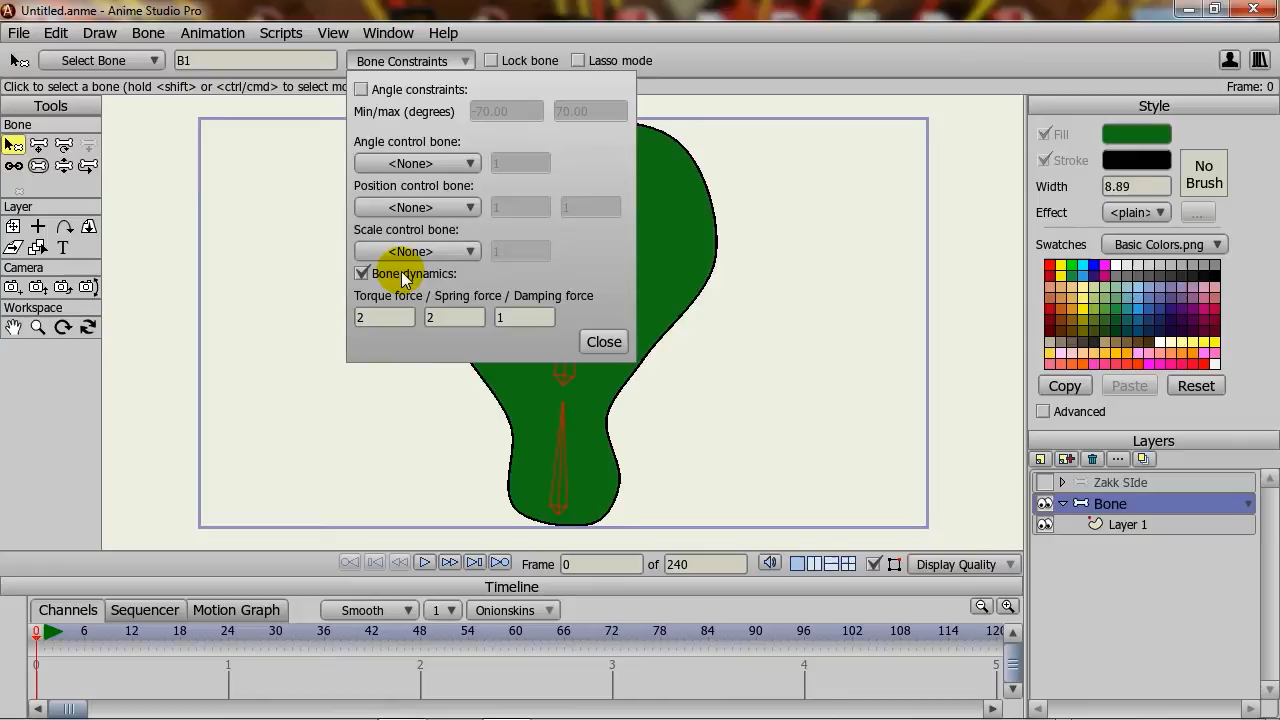 Untitled.anme - Anime Studio Pro
File Edit Draw Bone Animation Scripts View Window Help
Select Bone B1 Bone Constraints Lock bone Lasso mode
Click to select a bone (hold <shift> or <ctrl/cmd> to select m Frame: 0
Tools
Bone
Layer
T
Camera
Workspace
Angle constraints:
Min/max (degrees) -70.00 70.00
Angle control bone:
<None> 1
Position control bone:
<None> 1 1
Scale control bone:
<None> 1
Bone dynamics:
Torque force / Spring force / Damping force
2 2 1
Close
Style
Fill
Stroke
No Brush
Width 8.89
Effect <plain> ...
Swatches Basic Colors.png
Copy Paste Reset
Advanced
Layers
Zakk SIde
Bone
Layer 1
Frame 0 of 240 Display Quality
Timeline
Channels Sequencer Motion Graph Smooth 1 Onionskins
0 6 12 18 24 30 36 42 48 54 60 66 72 78 84 90 96 102 108 114 120
0 1 2 3 4 5